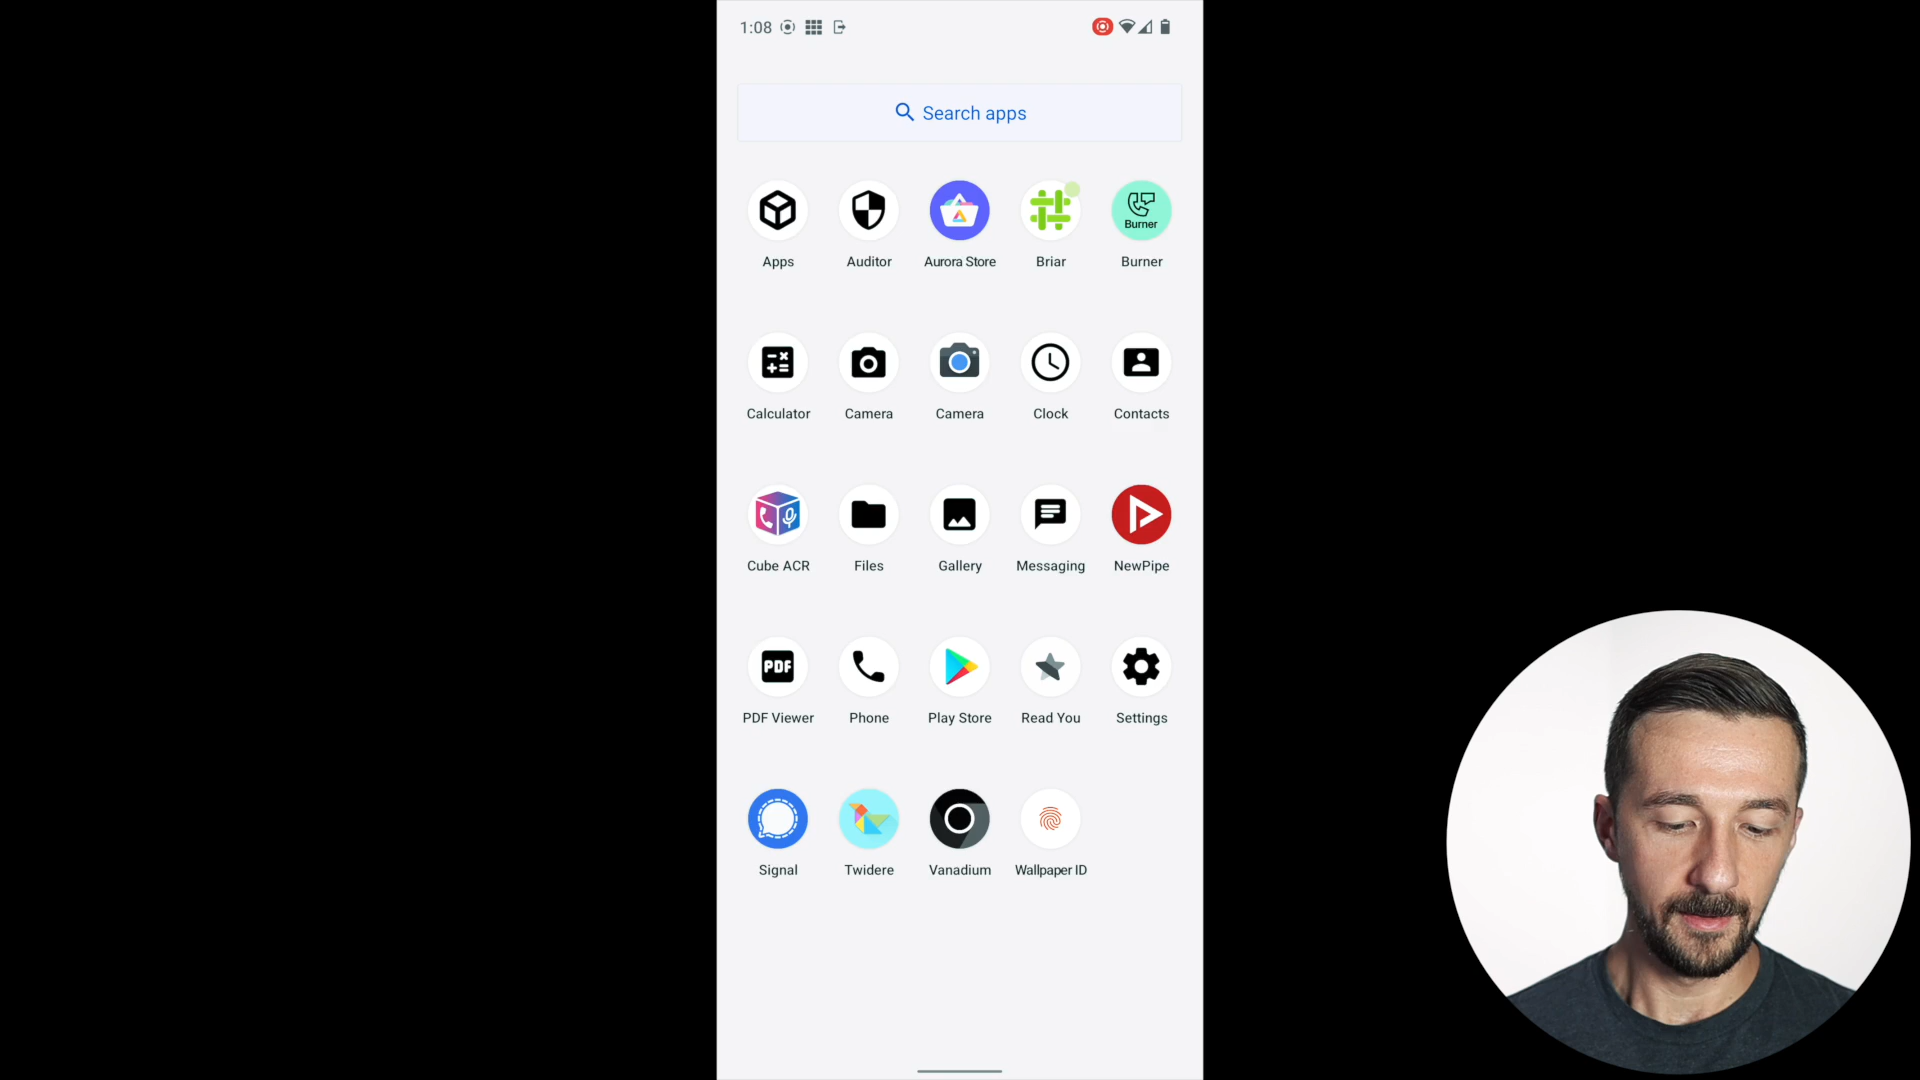 1:08
Search apps
Burner
Apps Auditor Aurora Store Briar Burner
Calculator Camera Camera Clock Contacts
Cube ACR Files Gallery Messaging NewPipe
PDF
PDF Viewer Phone Play Store Read You Settings
Signal Twidere Vanadium Wallpaper ID